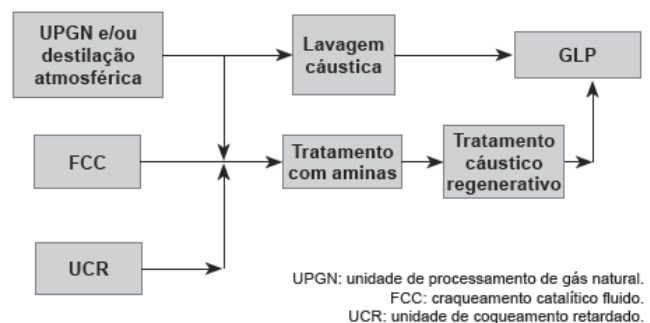 UPGN e/ou
destilação
atmosférica
Lavagem
cáustica
GLP
FCC
Tratamento
com aminas
Tratamento
cáustico
regenerativo
UCR
UPGN: unidade de processamento de gás natural.
FCC: craqueamento catalítico fluido.
UCR: unidade de coqueamento retardado.